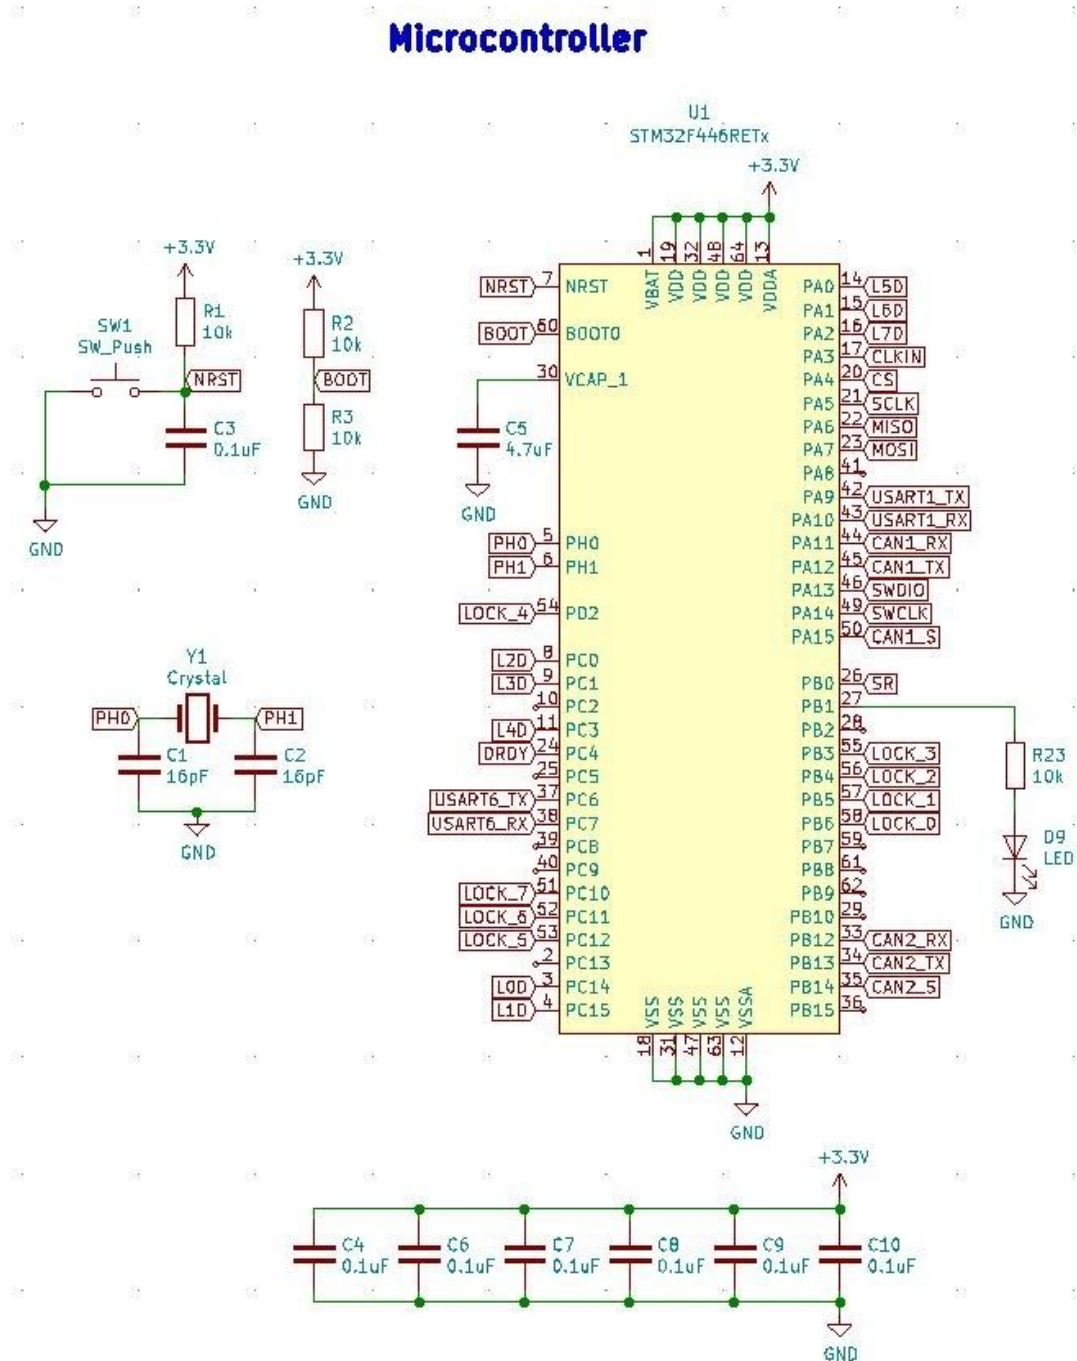 Microcontroller
U1
STM32F446RETx
+3.3V
1 19 32 48 64 13
VBAT VDD VDD VDD VDD VDDA
NRST 7 NRST
BOOT 60 BOOT0
30 VCAP_1
C5
4.7uF
GND
PH0 5 PH0
PH1 6 PH1
LOCK_4 54 PD2
L2D 8 PC0
L3D 9 PC1
10 PC2
L4D 11 PC3
DRDY 24 PC4
25 PC5
USART6_TX 37 PC6
USART6_RX 38 PC7
39 PC8
40 PC9
LOCK_7 51 PC10
LOCK_6 52 PC11
LOCK_5 53 PC12
2 PC13
L0D 3 PC14
L1D 4 PC15
PA0 14 L5D
PA1 15 L6D
PA2 16 L7D
PA3 17 CLKIN
PA4 20 CS
PA5 21 SCLK
PA6 22 MISO
PA7 23 MOSI
PA8 41
PA9 42 USART1_TX
PA10 43 USART1_RX
PA11 44 CAN1_RX
PA12 45 CAN1_TX
PA13 46 SWDIO
PA14 49 SWCLK
PA15 50 CAN1_S
PB0 26 SR
PB1 27
PB2 28
PB3 55 LOCK_3
PB4 56 LOCK_2
PB5 57 LOCK_1
PB6 58 LOCK_0
PB7 59
PB8 61
PB9 62
PB10 29
PB12 33 CAN2_RX
PB13 34 CAN2_TX
PB14 35 CAN2_S
PB15 36
VSS VSS VSS VSS VSSA
18 31 47 63 12
GND
R23
10k
D9
LED
GND
+3.3V
R1
10k
SW1
SW_Push
NRST
C3
0.1uF
GND
+3.3V
R2
10k
BOOT
R3
10k
GND
Y1
Crystal
PH0
PH1
C1
16pF
C2
16pF
GND
+3.3V
C4
0.1uF
C6
0.1uF
C7
0.1uF
C8
0.1uF
C9
0.1uF
C10
0.1uF
GND